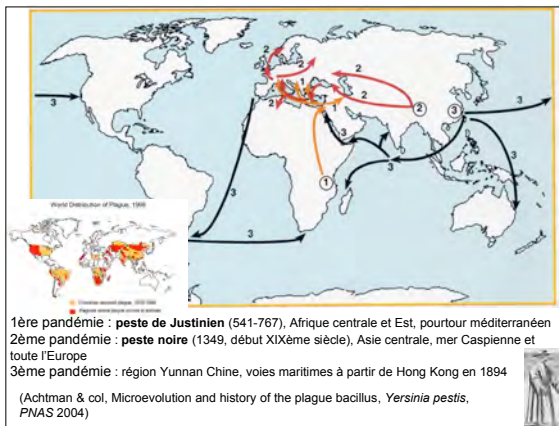 2
2
1
2
1
2
2
3
3
3
3
3
1
3
3
3
World Distribution of Plague, 1998
1ère pandémie : peste de Justinien (541-767), Afrique centrale et Est, pourtour méditerranéen
2ème pandémie : peste noire (1349, début XIXème siècle), Asie centrale, mer Caspienne et
toute l'Europe
3ème pandémie : région Yunnan Chine, voies maritimes à partir de Hong Kong en 1894
(Achtman & col, Microevolution and history of the plague bacillus, Yersinia pestis,
PNAS 2004)